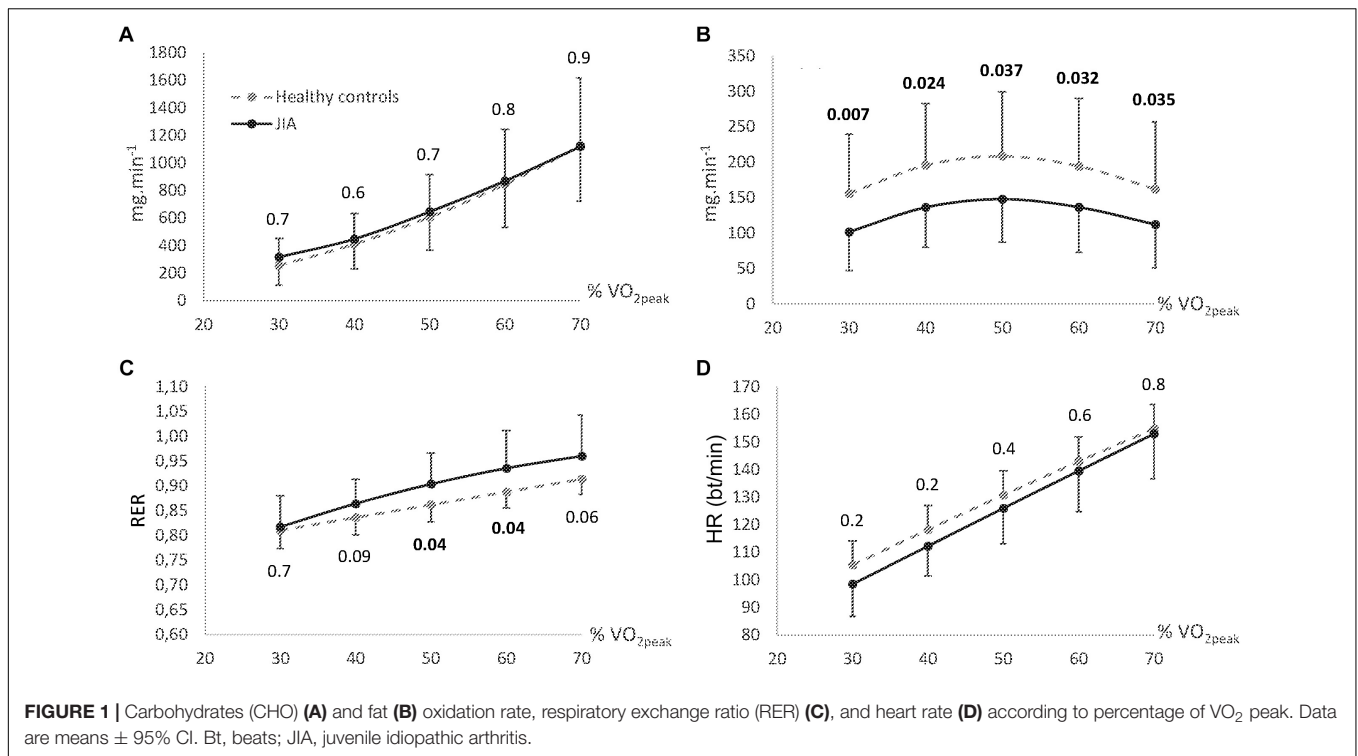 A
B
1800
1600
1400
1200
1000
800
600
400
200
0
mg.min-1
Healthy controls
JIA
0.7
0.6
0.7
0.8
0.9
% VO2peak
20 30 40 50 60 70
350
300
250
200
150
100
50
0
mg.min-1
0.007
0.024
0.037
0.032
0.035
% VO2peak
20 30 40 50 60 70
C
D
1,10
1,05
1,00
0,95
0,90
0,85
0,80
0,75
0,70
0,65
0,60
RER
0.7
0.09
0.04
0.04
0.06
% VO2peak
20 30 40 50 60 70
170
160
150
140
130
120
110
100
90
80
HR (bt/min)
0.2
0.2
0.4
0.6
0.8
% VO2peak
20 30 40 50 60 70
FIGURE 1 | Carbohydrates (CHO) (A) and fat (B) oxidation rate, respiratory exchange ratio (RER) (C), and heart rate (D) according to percentage of VO2 peak. Data
are means ± 95% CI. Bt, beats; JIA, juvenile idiopathic arthritis.